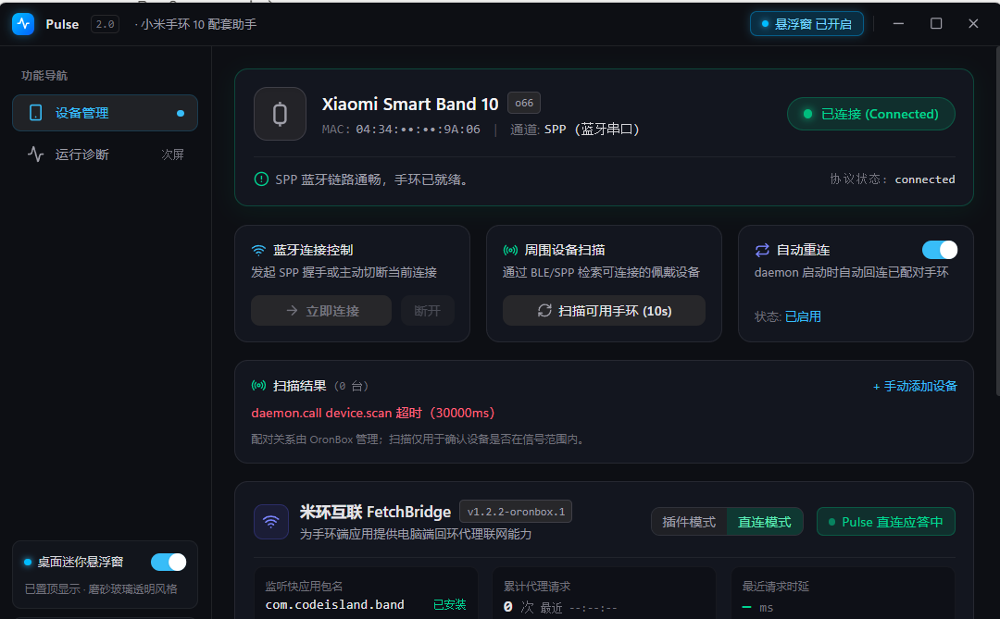 Pulse 2.0 · 小米手环 10 配套助手
悬浮窗 已开启
功能导航
设备管理
运行诊断 次屏
Xiaomi Smart Band 10 o66
MAC: 04:34:••:••:9A:06 | 通道: SPP (蓝牙串口)
已连接 (Connected)
SPP 蓝牙链路通畅，手环已就绪。
协议状态: connected
蓝牙连接控制
发起 SPP 握手或主动切断当前连接
立即连接 断开
周围设备扫描
通过 BLE/SPP 检索可连接的佩戴设备
扫描可用手环 (10s)
自动重连
daemon 启动时自动回连已配对手环
状态: 已启用
扫描结果 (0 台)
+ 手动添加设备
daemon.call device.scan 超时（30000ms）
配对关系由 OronBox 管理；扫描仅用于确认设备是否在信号范围内。
米环互联 FetchBridge v1.2.2-oronbox.1
为手环端应用提供电脑端回环代理联网能力
插件模式 直连模式
Pulse 直连应答中
监听快应用包名
com.codeisland.band 已安装
累计代理请求
0 次 最近 --:--:--
最近请求时延
— ms
桌面迷你悬浮窗
已置顶显示 · 磨砂玻璃透明风格